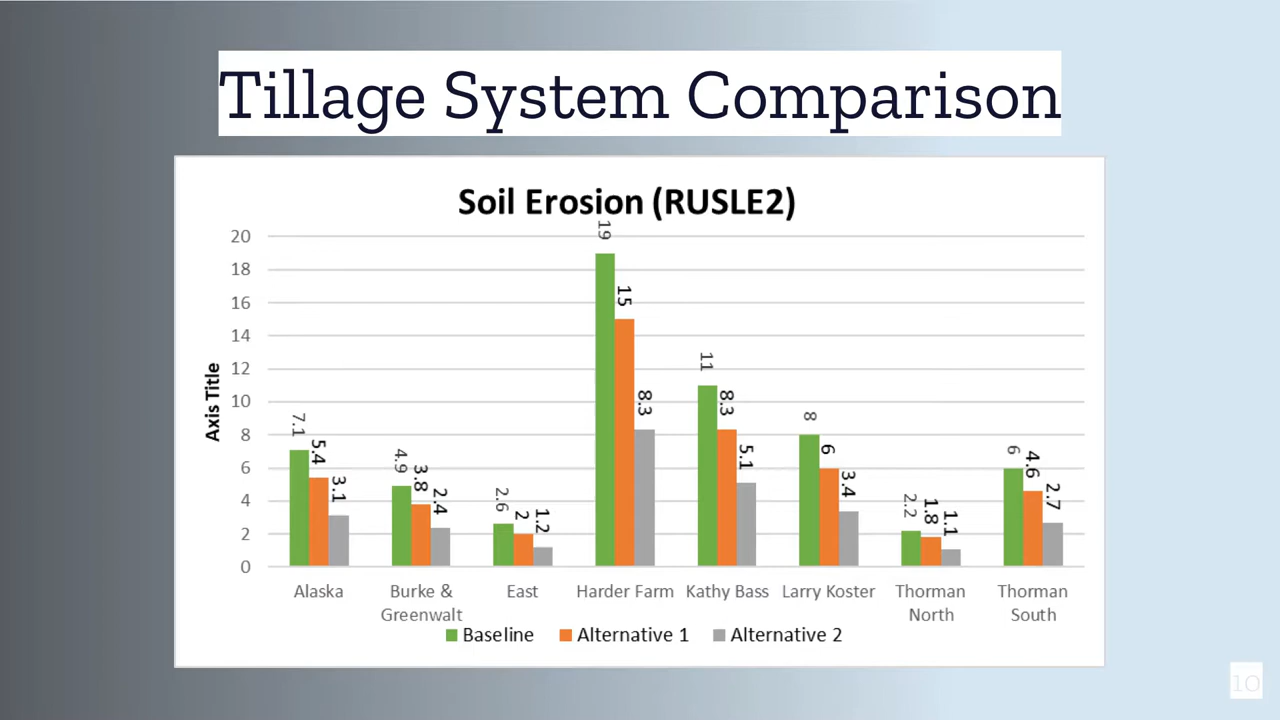 Tillage System Comparison
Soil Erosion (RUSLE2)
Axis Title
20
18
16
14
12
10
8
6
4
2
0
7.1
5.4
3.1
4.9
3.8
2.4
2.6
2
1.2
19
15
8.3
11
8.3
5.1
8
6
3.4
2.2
1.8
1.1
6
4.6
2.7
Alaska
Burke &
Greenwalt
East
Harder Farm
Kathy Bass
Larry Koster
Thorman
North
Thorman
South
Baseline Alternative 1 Alternative 2
10